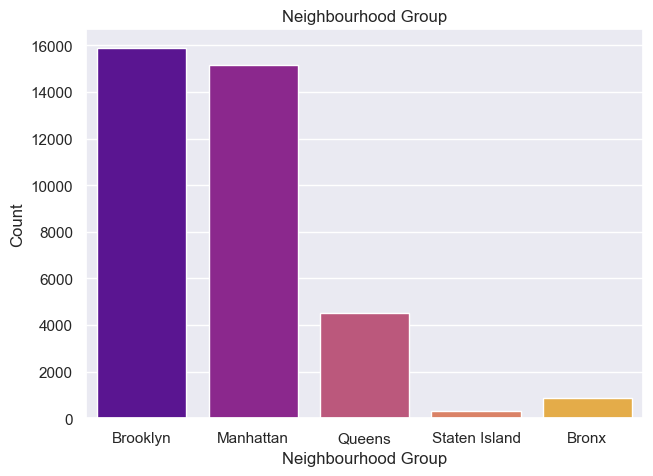 Neighbourhood Group
16000
14000
12000
10000
8000
6000
4000
2000
0
Count
Brooklyn Manhattan Queens Staten Island Bronx
Neighbourhood Group